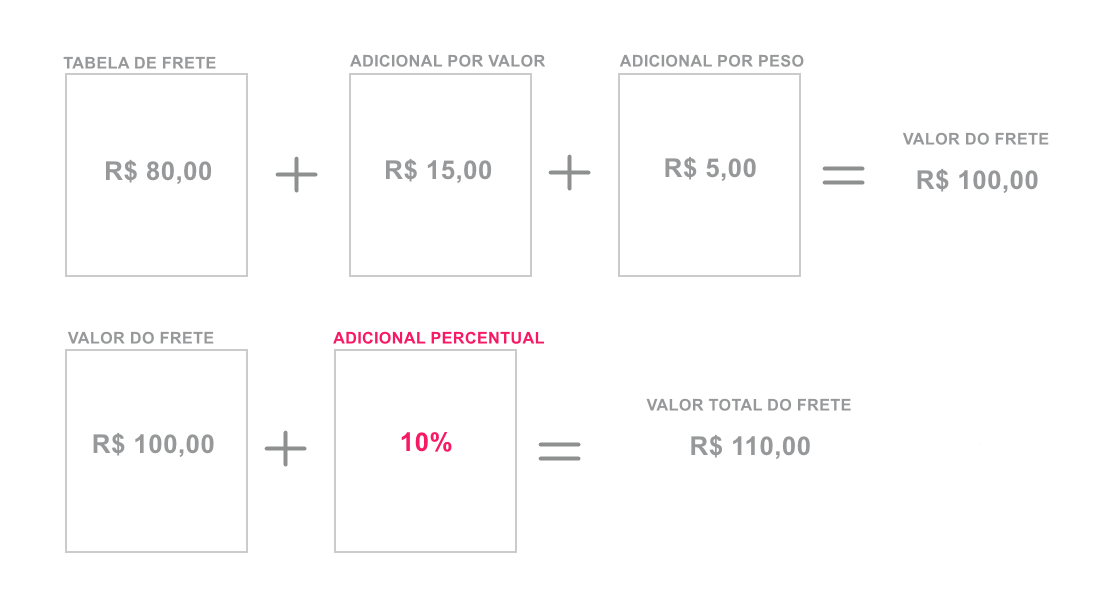 TABELA DE FRETE
ADICIONAL POR VALOR
ADICIONAL POR PESO
R$ 80,00
+
R$ 15,00
+
R$ 5,00
=
VALOR DO FRETE
R$ 100,00
VALOR DO FRETE
ADICIONAL PERCENTUAL
R$ 100,00
+
10%
=
VALOR TOTAL DO FRETE
R$ 110,00